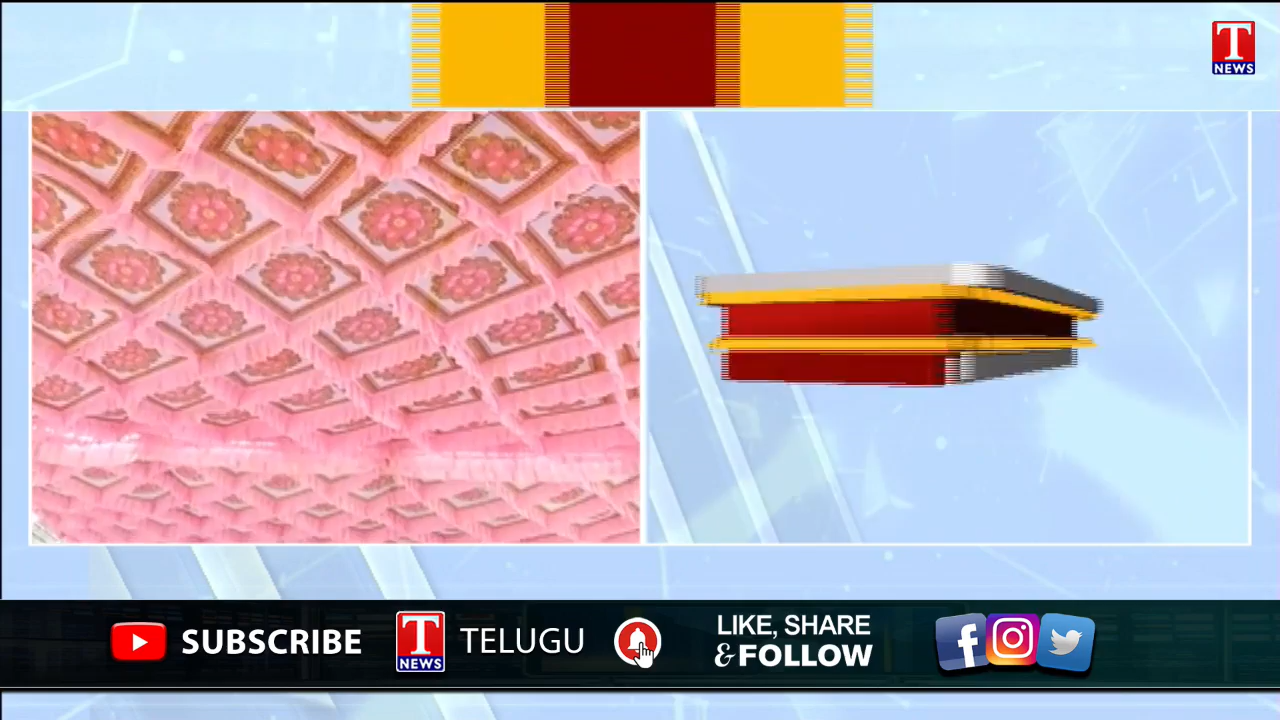 T
NEWS
SUBSCRIBE
T
NEWS
TELUGU
LIKE, SHARE
& FOLLOW